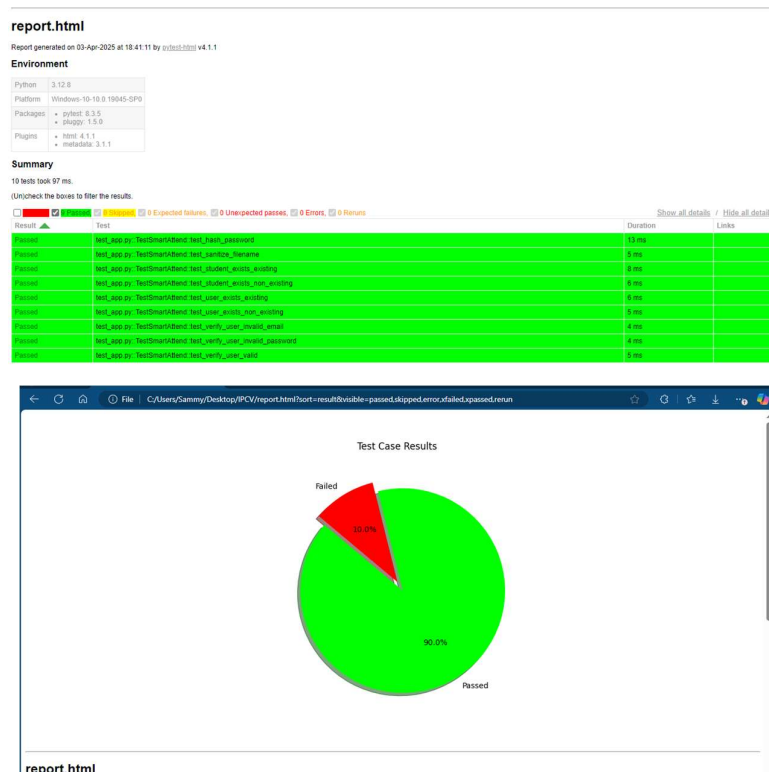 report.html
Report generated on 03-Apr-2025 at 18:41:11 by pytest-html v4.1.1
Environment
Python 3.12.8
Platform Windows-10-10.0.19045-SP0
Packages • pytest: 8.3.5
• pluggy: 1.5.0
Plugins • html: 4.1.1
• metadata: 3.1.1
Summary
10 tests took 97 ms.
(Un)check the boxes to filter the results.
9 Passed, 0 Skipped, 0 Expected failures, 0 Unexpected passes, 0 Errors, 0 Reruns Show all details / Hide all detail
Result Test Duration Links
Passed test_app.py::TestSmartAttend::test_hash_password 13 ms
Passed test_app.py::TestSmartAttend::test_sanitize_filename 5 ms
Passed test_app.py::TestSmartAttend::test_student_exists_existing 8 ms
Passed test_app.py::TestSmartAttend::test_student_exists_non_existing 6 ms
Passed test_app.py::TestSmartAttend::test_user_exists_existing 6 ms
Passed test_app.py::TestSmartAttend::test_user_exists_non_existing 5 ms
Passed test_app.py::TestSmartAttend::test_verify_user_invalid_email 4 ms
Passed test_app.py::TestSmartAttend::test_verify_user_invalid_password 4 ms
Passed test_app.py::TestSmartAttend::test_verify_user_valid 5 ms
File C:/Users/Sammy/Desktop/IPCV/report.html?sort=result&visible=passed,skipped,error,xfailed,xpassed,rerun
Test Case Results
Failed
10.0%
90.0%
Passed
report.html